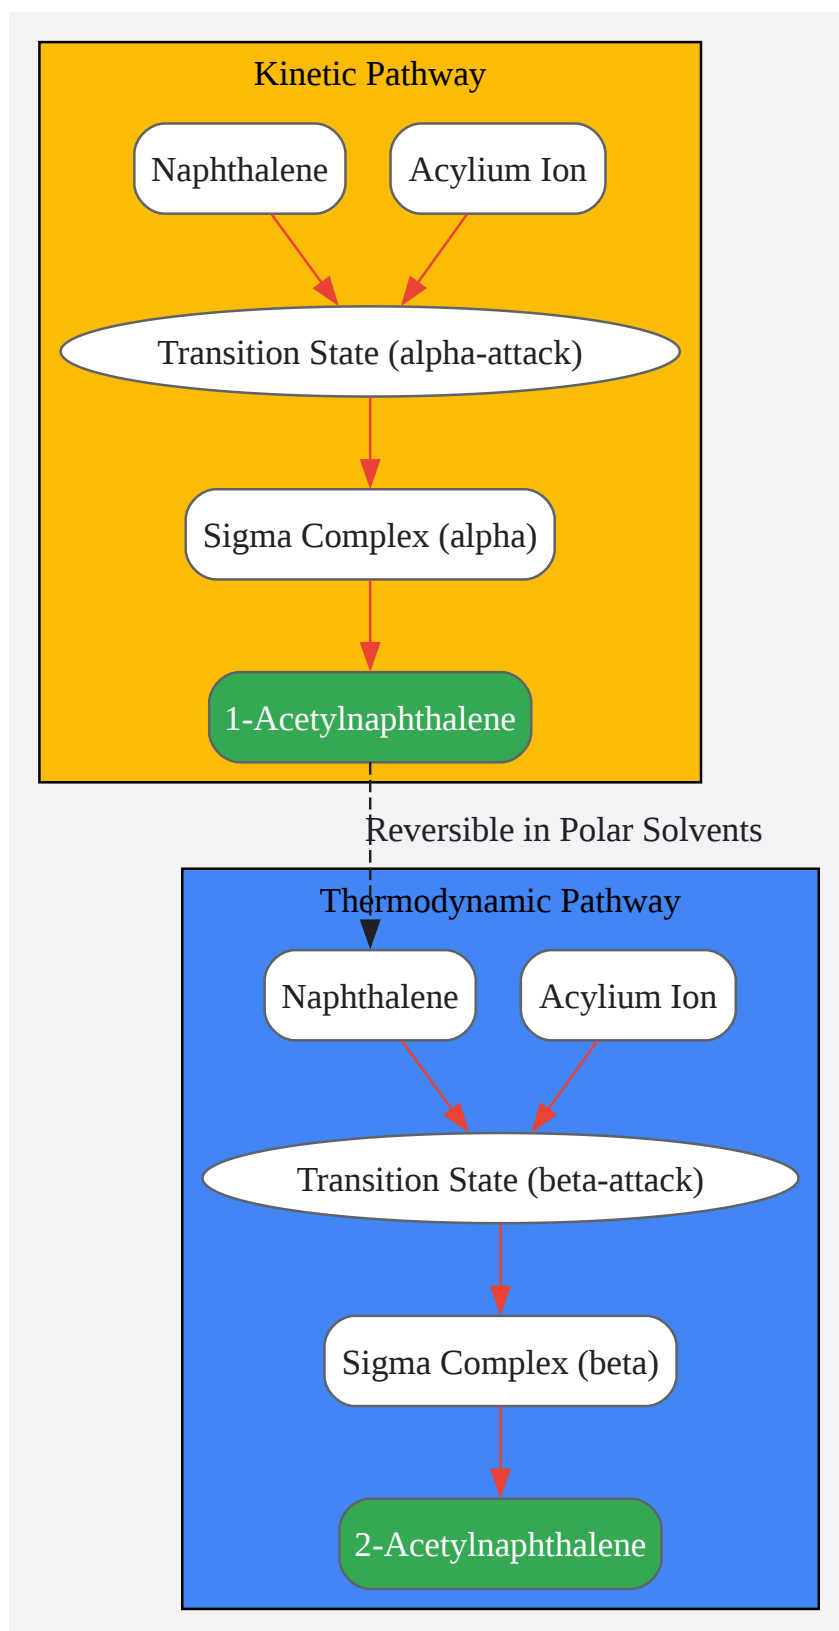 Kinetic Pathway
Naphthalene
Acylium Ion
Transition State (alpha-attack)
Sigma Complex (alpha)
1-Acetylnaphthalene
Reversible in Polar Solvents
Thermodynamic Pathway
Naphthalene
Acylium Ion
Transition State (beta-attack)
Sigma Complex (beta)
2-Acetylnaphthalene